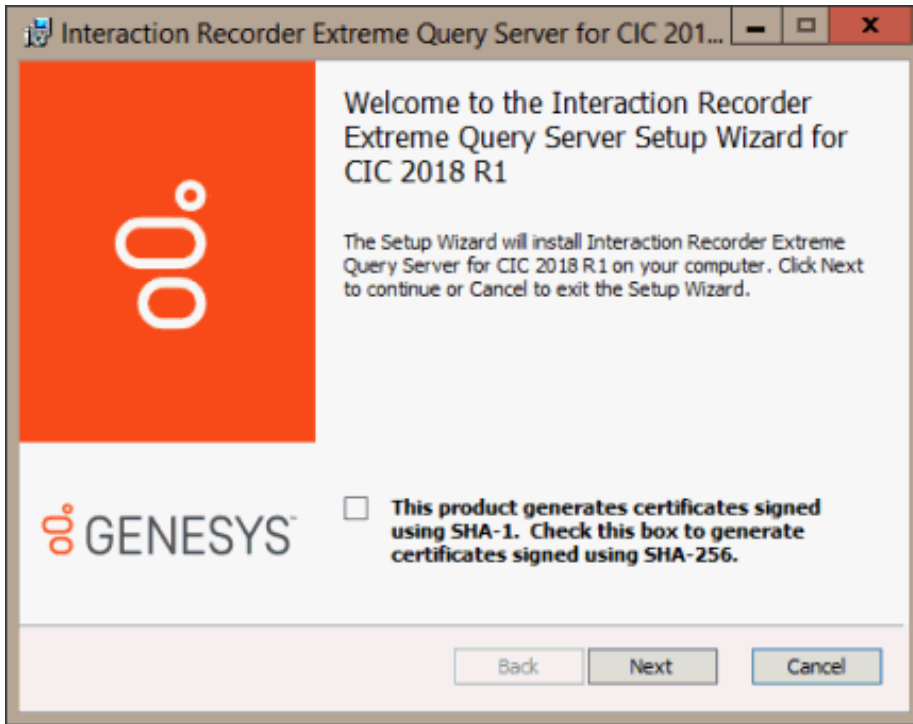 Interaction Recorder Extreme Query Server for CIC 201...
Welcome to the Interaction Recorder
Extreme Query Server Setup Wizard for
CIC 2018 R1
The Setup Wizard will install Interaction Recorder Extreme
Query Server for CIC 2018 R1 on your computer. Click Next
to continue or Cancel to exit the Setup Wizard.
GENESYS
This product generates certificates signed
using SHA-1. Check this box to generate
certificates signed using SHA-256.
Back Next Cancel